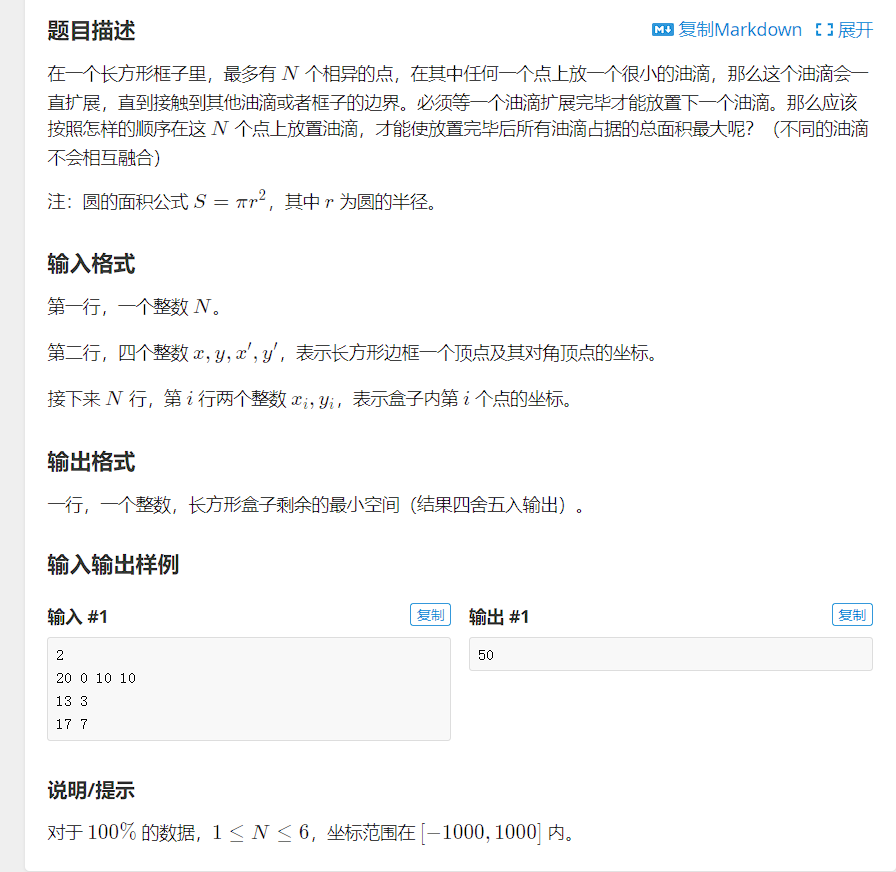 题目描述
复制Markdown 展开
在一个长方形框子里，最多有 N 个相异的点，在其中任何一个点上放一个很小的油滴，那么这个油滴会一
直扩展，直到接触到其他油滴或者框子的边界。必须等一个油滴扩展完毕才能放置下一个油滴。那么应该
按照怎样的顺序在这 N 个点上放置油滴，才能使放置完毕后所有油滴占据的总面积最大呢？（不同的油滴
不会相互融合）
注：圆的面积公式 S = πr²，其中 r 为圆的半径。
输入格式
第一行，一个整数 N。
第二行，四个整数 x, y, x′, y′，表示长方形边框一个顶点及其对角顶点的坐标。
接下来 N 行，第 i 行两个整数 xᵢ, yᵢ，表示盒子内第 i 个点的坐标。
输出格式
一行，一个整数，长方形盒子剩余的最小空间（结果四舍五入输出）。
输入输出样例
输入 #1 复制
2
20 0 10 10
13 3
17 7
输出 #1 复制
50
说明/提示
对于 100% 的数据，1 ≤ N ≤ 6，坐标范围在 [−1000, 1000] 内。